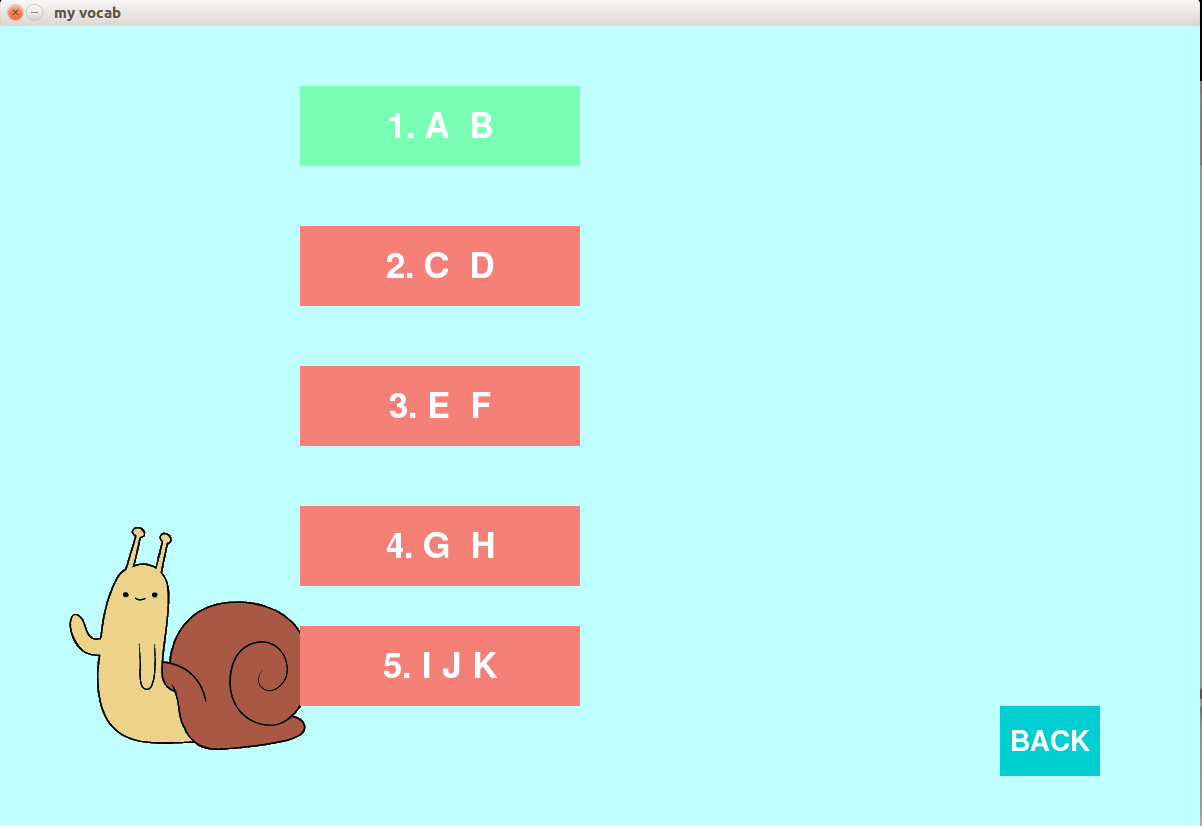 my vocab
1. A B
2. C D
3. E F
4. G H
5. I J K
BACK